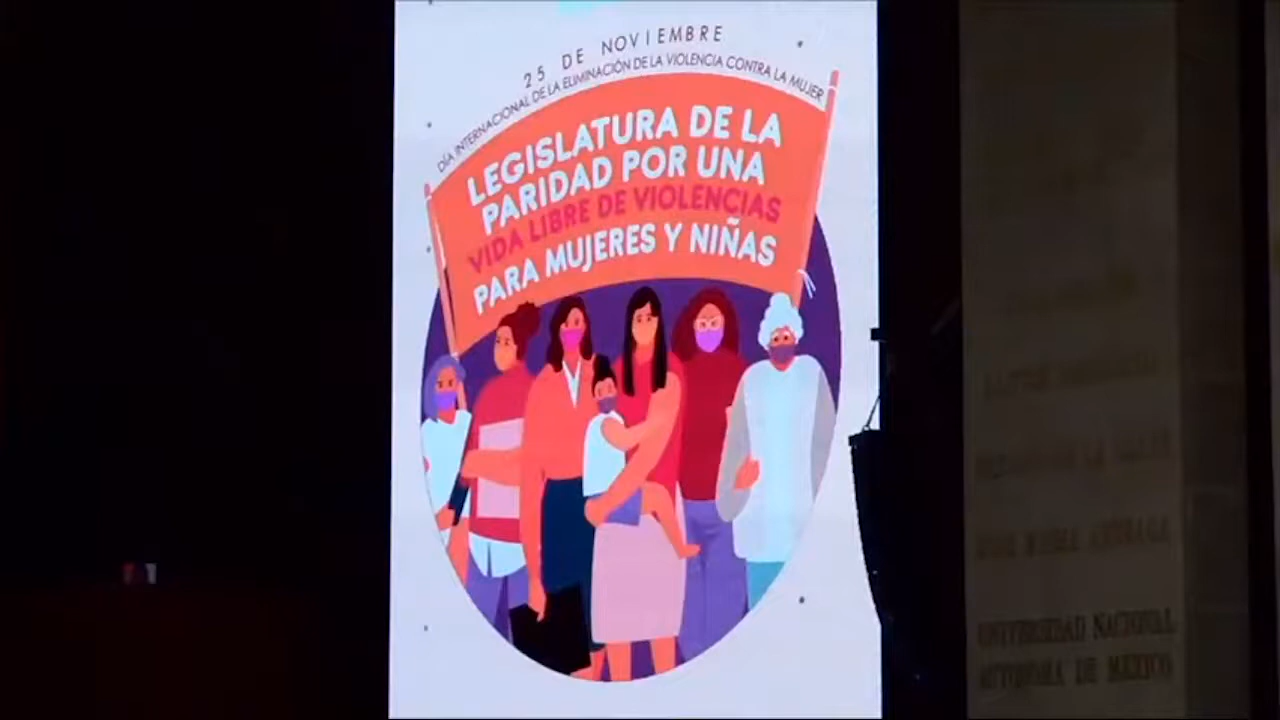 25 DE NOVIEMBRE
DÍA INTERNACIONAL DE LA ELIMINACIÓN DE LA VIOLENCIA CONTRA LA MUJER
LEGISLATURA DE LA
PARIDAD POR UNA
VIDA LIBRE DE VIOLENCIAS
PARA MUJERES Y NIÑAS
UNIVERSIDAD NACIONAL
AUTONOMA DE MEXICO